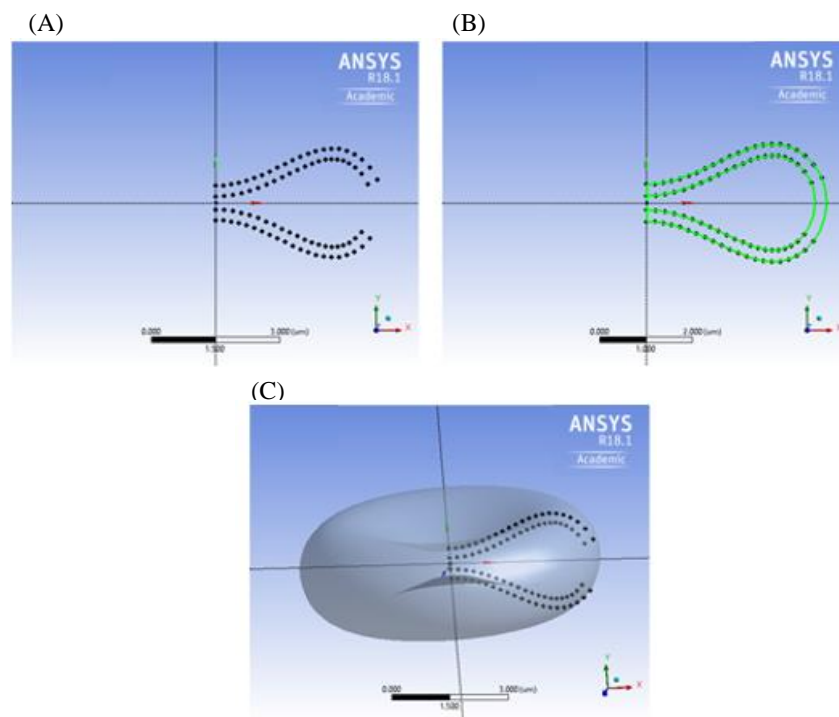 (A)
(B)
ANSYS
R18.1
Academic
ANSYS
R18.1
Academic
Y
X
Z
0.000
3.000 (um)
1.500
Y
X
0.000
2.000 (um)
1.000
(C)
ANSYS
R18.1
Academic
Y
X
0.000
3.000 (um)
1.500